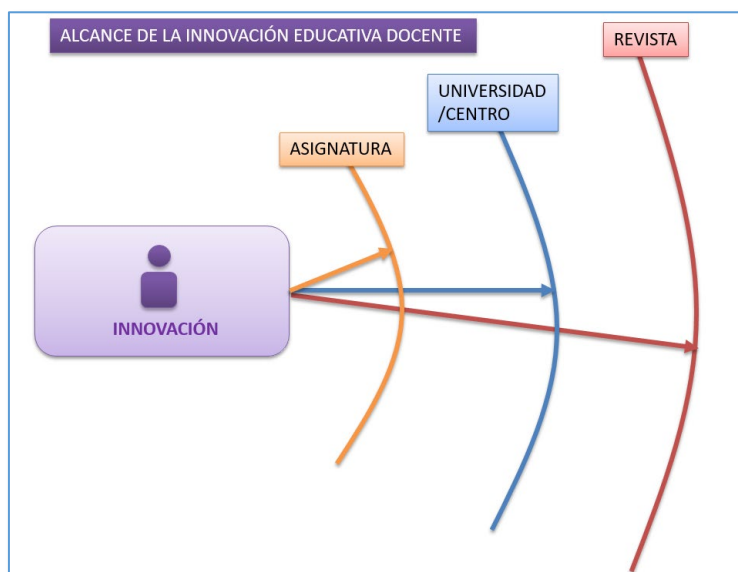 ALCANCE DE LA INNOVACIÓN EDUCATIVA DOCENTE
REVISTA
UNIVERSIDAD
/CENTRO
ASIGNATURA
INNOVACIÓN